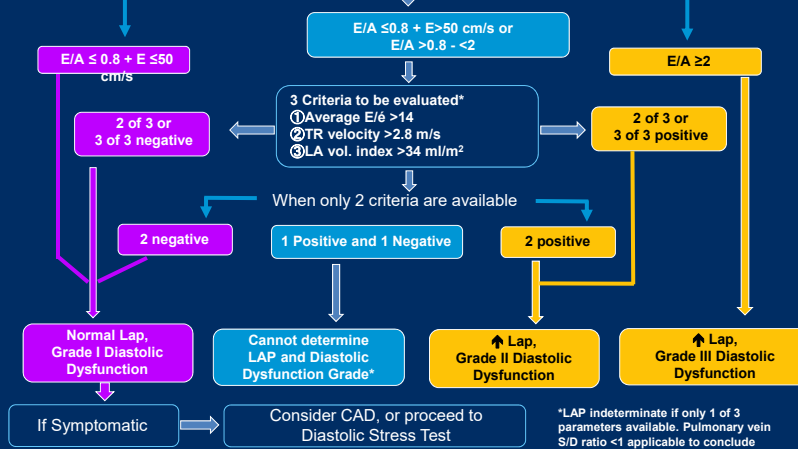 E/A ≤0.8 + E>50 cm/s or
E/A >0.8 - <2
E/A ≤ 0.8 + E ≤50
cm/s
E/A ≥2
3 Criteria to be evaluated*
①Average E/é >14
②TR velocity >2.8 m/s
③LA vol. index >34 ml/m²
2 of 3 or
3 of 3 negative
2 of 3 or
3 of 3 positive
When only 2 criteria are available
2 negative
1 Positive and 1 Negative
2 positive
Normal Lap,
Grade I Diastolic
Dysfunction
Cannot determine
LAP and Diastolic
Dysfunction Grade*
Lap,
Grade II Diastolic
Dysfunction
Lap,
Grade III Diastolic
Dysfunction
If Symptomatic
Consider CAD, or proceed to
Diastolic Stress Test
*LAP indeterminate if only 1 of 3
parameters available. Pulmonary vein
S/D ratio <1 applicable to conclude